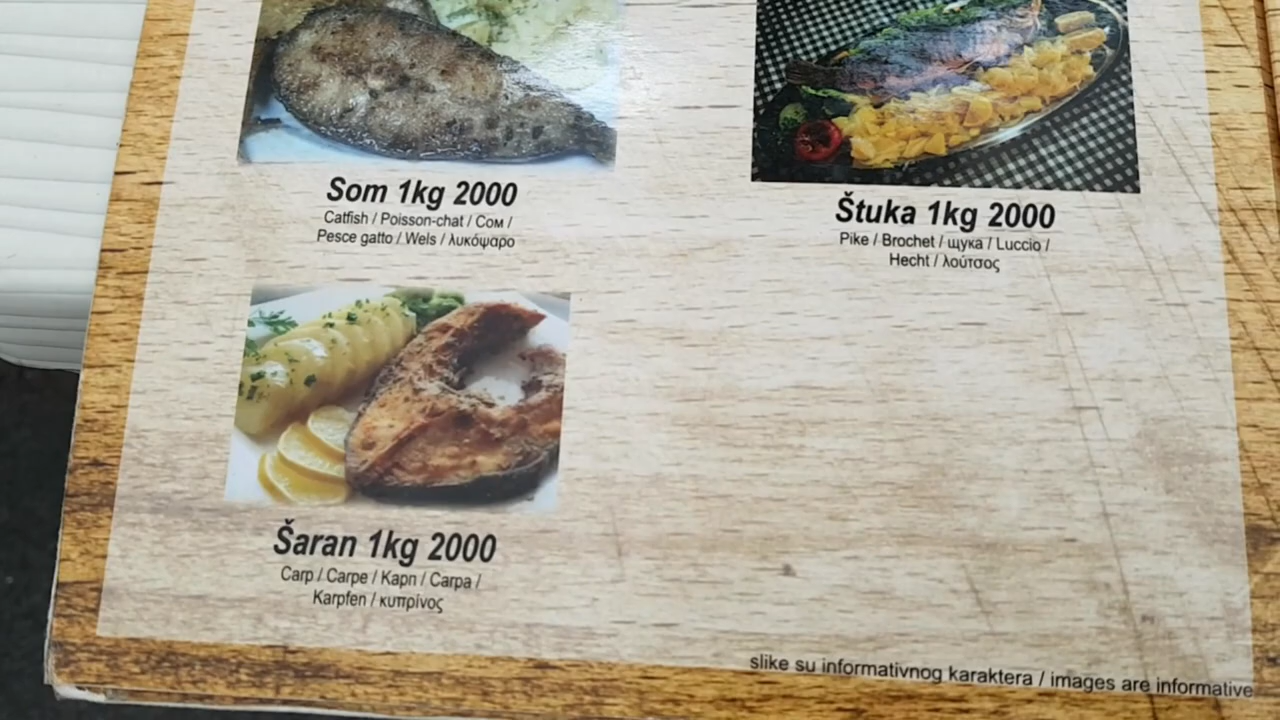 Som 1kg 2000
Catfish / Poisson-chat / Сом /
Pesce gatto / Wels / λυκόψαρο
Štuka 1kg 2000
Pike / Brochet / щука / Luccio /
Hecht / λούτσος
Šaran 1kg 2000
Carp / Carpe / Карп / Carpa /
Karpfen / κυπρίνος
slike su informativnog karaktera / images are informative